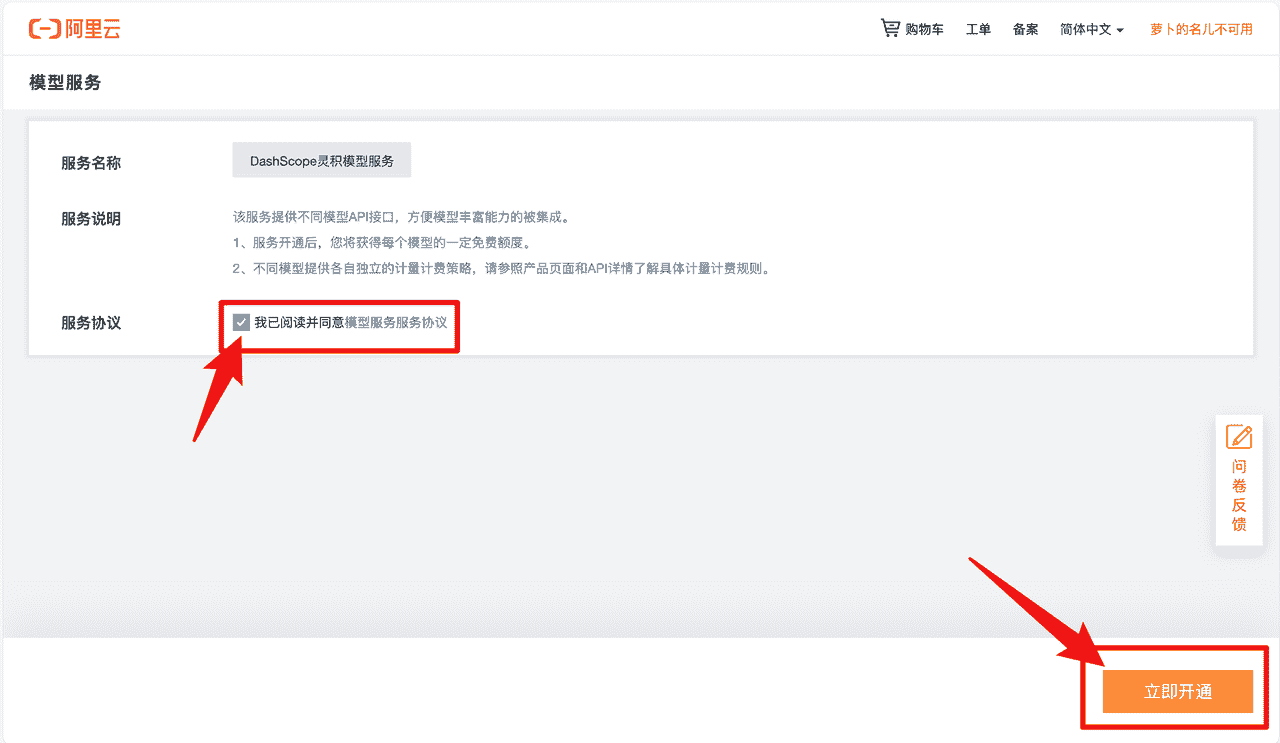 阿里云 购物车 工单 备案 简体中文 萝卜的名儿不可用
模型服务
服务名称 DashScope灵积模型服务
服务说明 该服务提供不同模型API接口，方便模型丰富能力的被集成。
1、服务开通后，您将获得每个模型的一定免费额度。
2、不同模型提供各自独立的计量计费策略，请参照产品页面和API详情了解具体计量计费规则。
服务协议 我已阅读并同意模型服务服务协议
问
卷
反
馈
立即开通